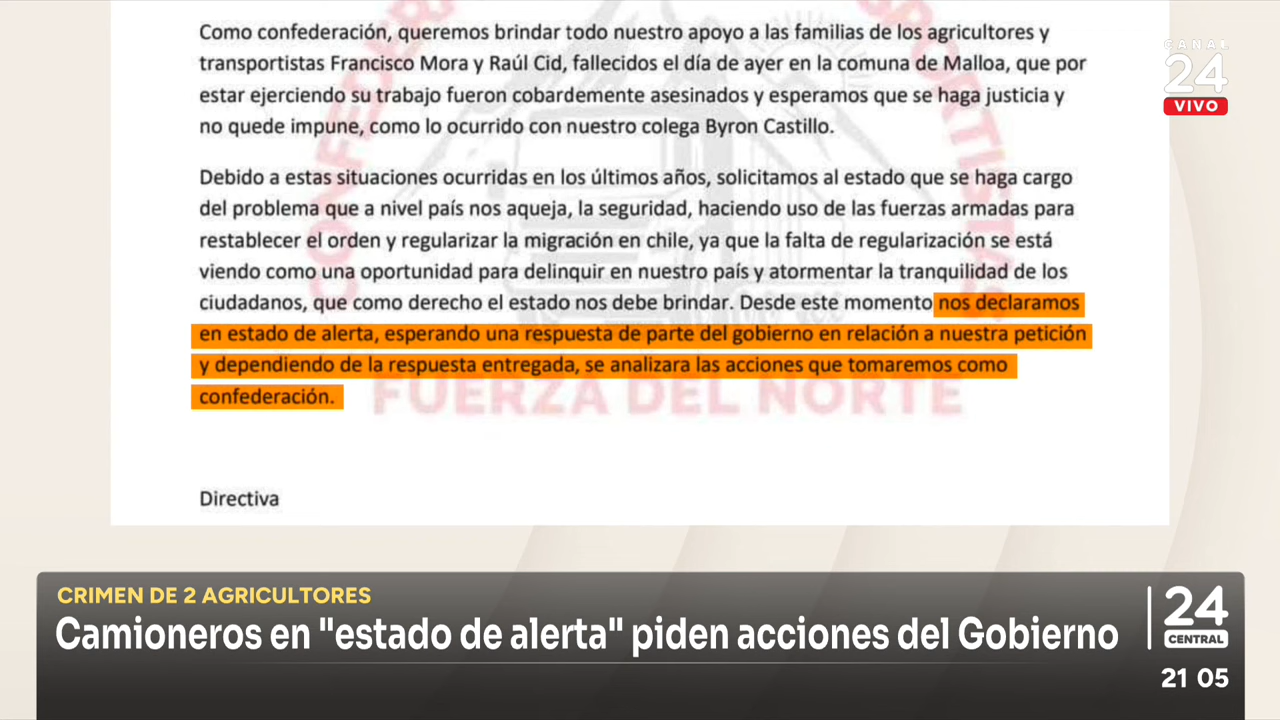 Como confederación, queremos brindar todo nuestro apoyo a las familias de los agricultores y
transportistas Francisco Mora y Raúl Cid, fallecidos el día de ayer en la comuna de Malloa, que por
estar ejerciendo su trabajo fueron cobardemente asesinados y esperamos que se haga justicia y
no quede impune, como lo ocurrido con nuestro colega Byron Castillo.
Debido a estas situaciones ocurridas en los últimos años, solicitamos al estado que se haga cargo
del problema que a nivel país nos aqueja, la seguridad, haciendo uso de las fuerzas armadas para
restablecer el orden y regularizar la migración en chile, ya que la falta de regularización se está
viendo como una oportunidad para delinquir en nuestro país y atormentar la tranquilidad de los
ciudadanos, que como derecho el estado nos debe brindar. Desde este momento nos declaramos
en estado de alerta, esperando una respuesta de parte del gobierno en relación a nuestra petición
y dependiendo de la respuesta entregada, se analizara las acciones que tomaremos como
confederación.
FUERZA DEL NORTE
Directiva
CANAL
24
VIVO
CRIMEN DE 2 AGRICULTORES
Camioneros en "estado de alerta" piden acciones del Gobierno
24
CENTRAL
21 05